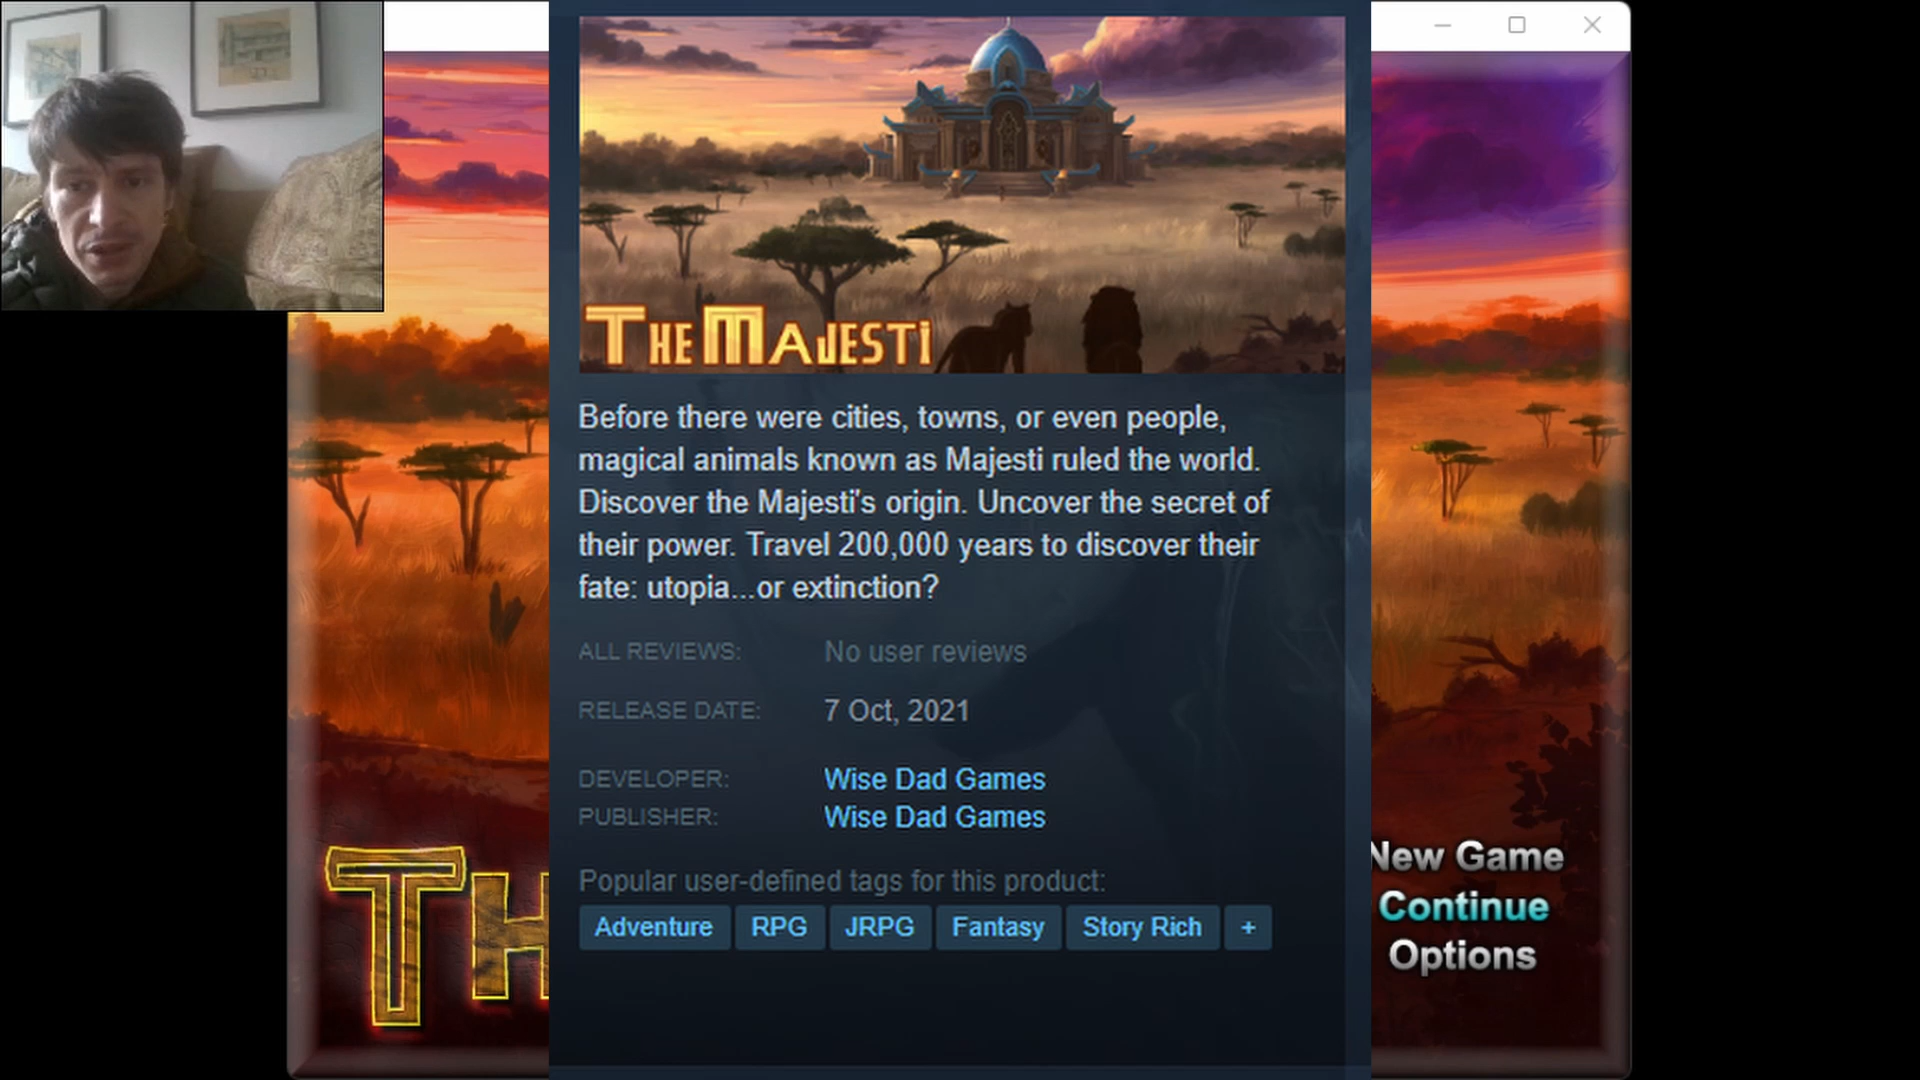 THE MAJESTI
Before there were cities, towns, or even people,
magical animals known as Majesti ruled the world.
Discover the Majesti's origin. Uncover the secret of
their power. Travel 200,000 years to discover their
fate: utopia...or extinction?
ALL REVIEWS: No user reviews
RELEASE DATE: 7 Oct, 2021
DEVELOPER: Wise Dad Games
PUBLISHER: Wise Dad Games
Popular user-defined tags for this product:
Adventure RPG JRPG Fantasy Story Rich +
TH
New Game
Continue
Options